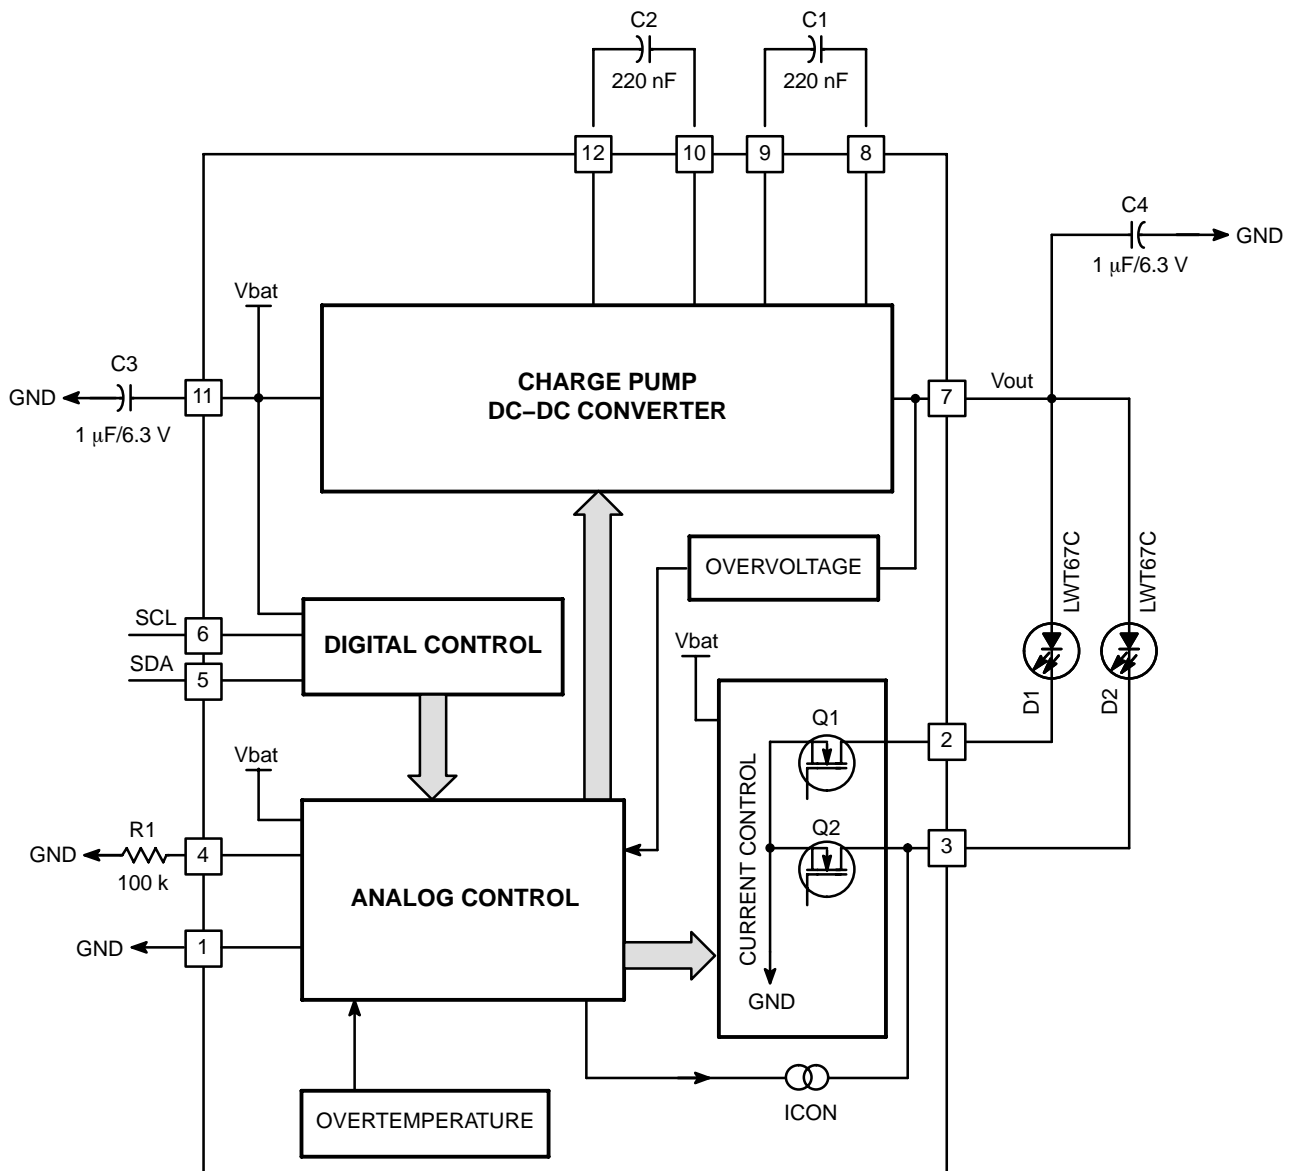 C2
C1
220 nF
220 nF
12
10
9
8
C4
GND
1 μF/6.3 V
Vbat
C3
GND
11
1 μF/6.3 V
CHARGE PUMP
DC–DC CONVERTER
7
Vout
OVERVOLTAGE
LWT67C
LWT67C
SCL
6
SDA
5
DIGITAL CONTROL
Vbat
D1
D2
Q1
2
Vbat
R1
GND
4
100 k
Q2
3
ANALOG CONTROL
CURRENT CONTROL
GND
1
GND
OVERTEMPERATURE
ICON